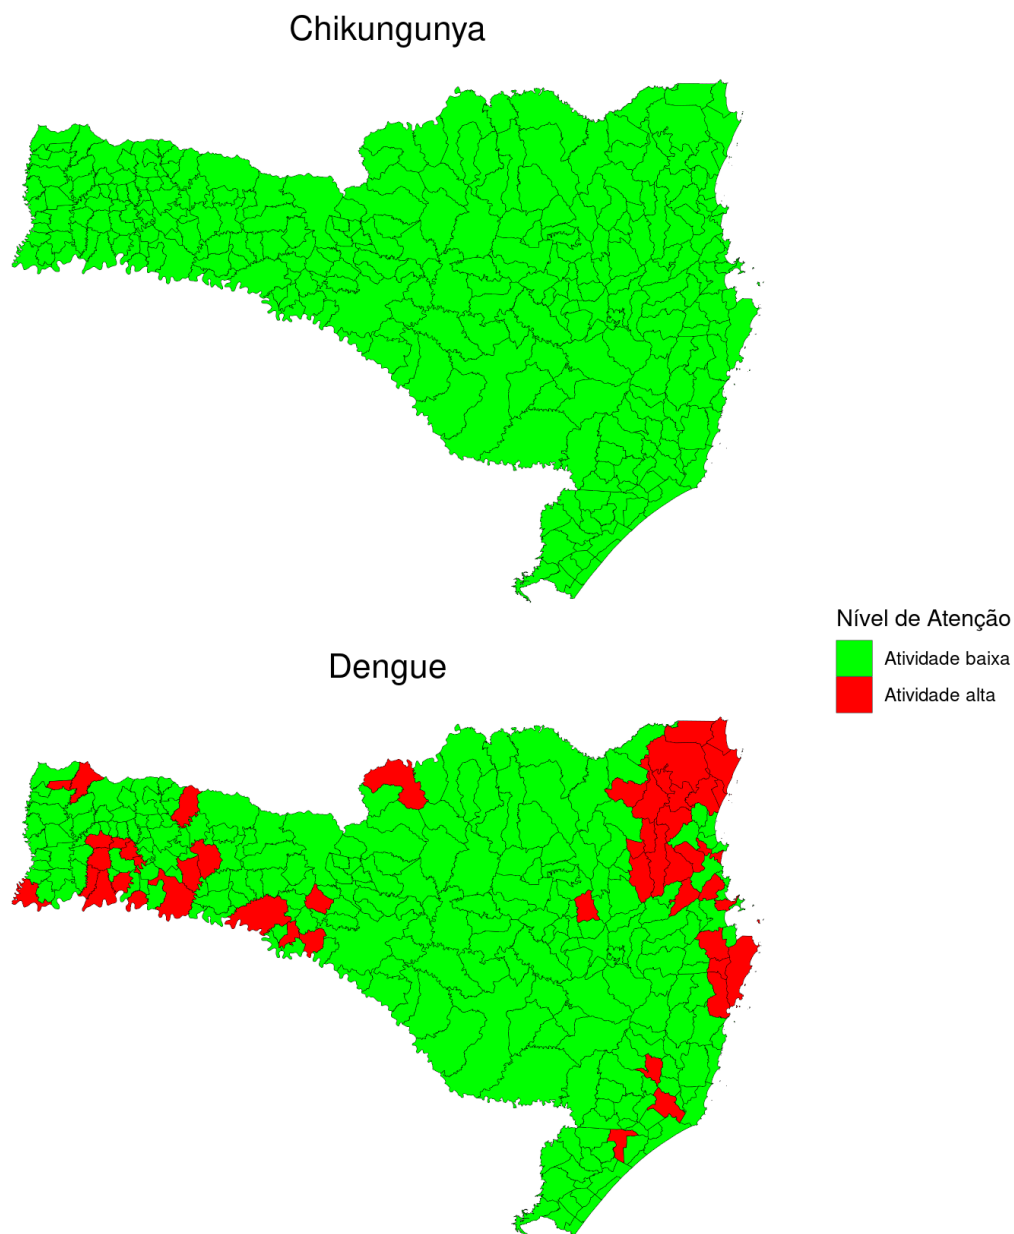 Chikungunya
Nível de Atenção
Atividade baixa
Atividade alta
Dengue